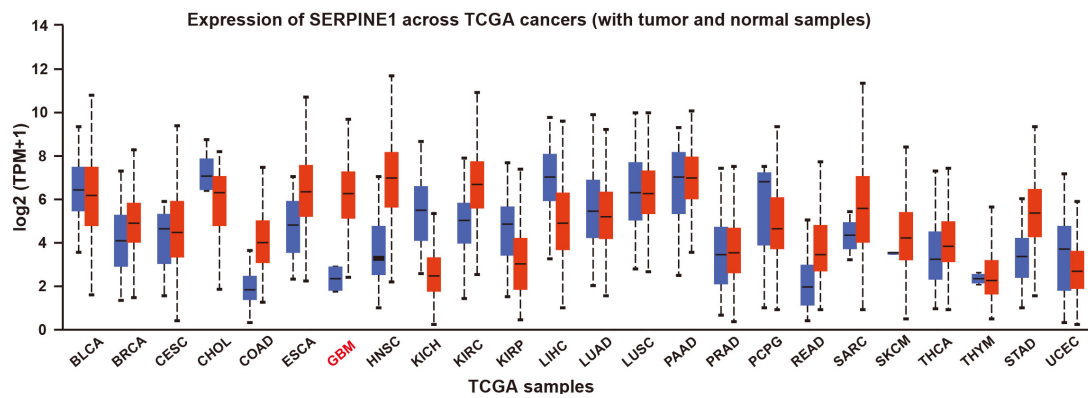 Expression of SERPINE1 across TCGA cancers (with tumor and normal samples)
log2 (TPM+1)
14
12
10
8
6
4
2
0
BLCA
BRCA
CESC
CHOL
COAD
ESCA
GBM
HNSC
KICH
KIRC
KIRP
LIHC
LUAD
LUSC
PAAD
PRAD
PCPG
READ
SARC
SKCM
THCA
THYM
STAD
UCEC
TCGA samples